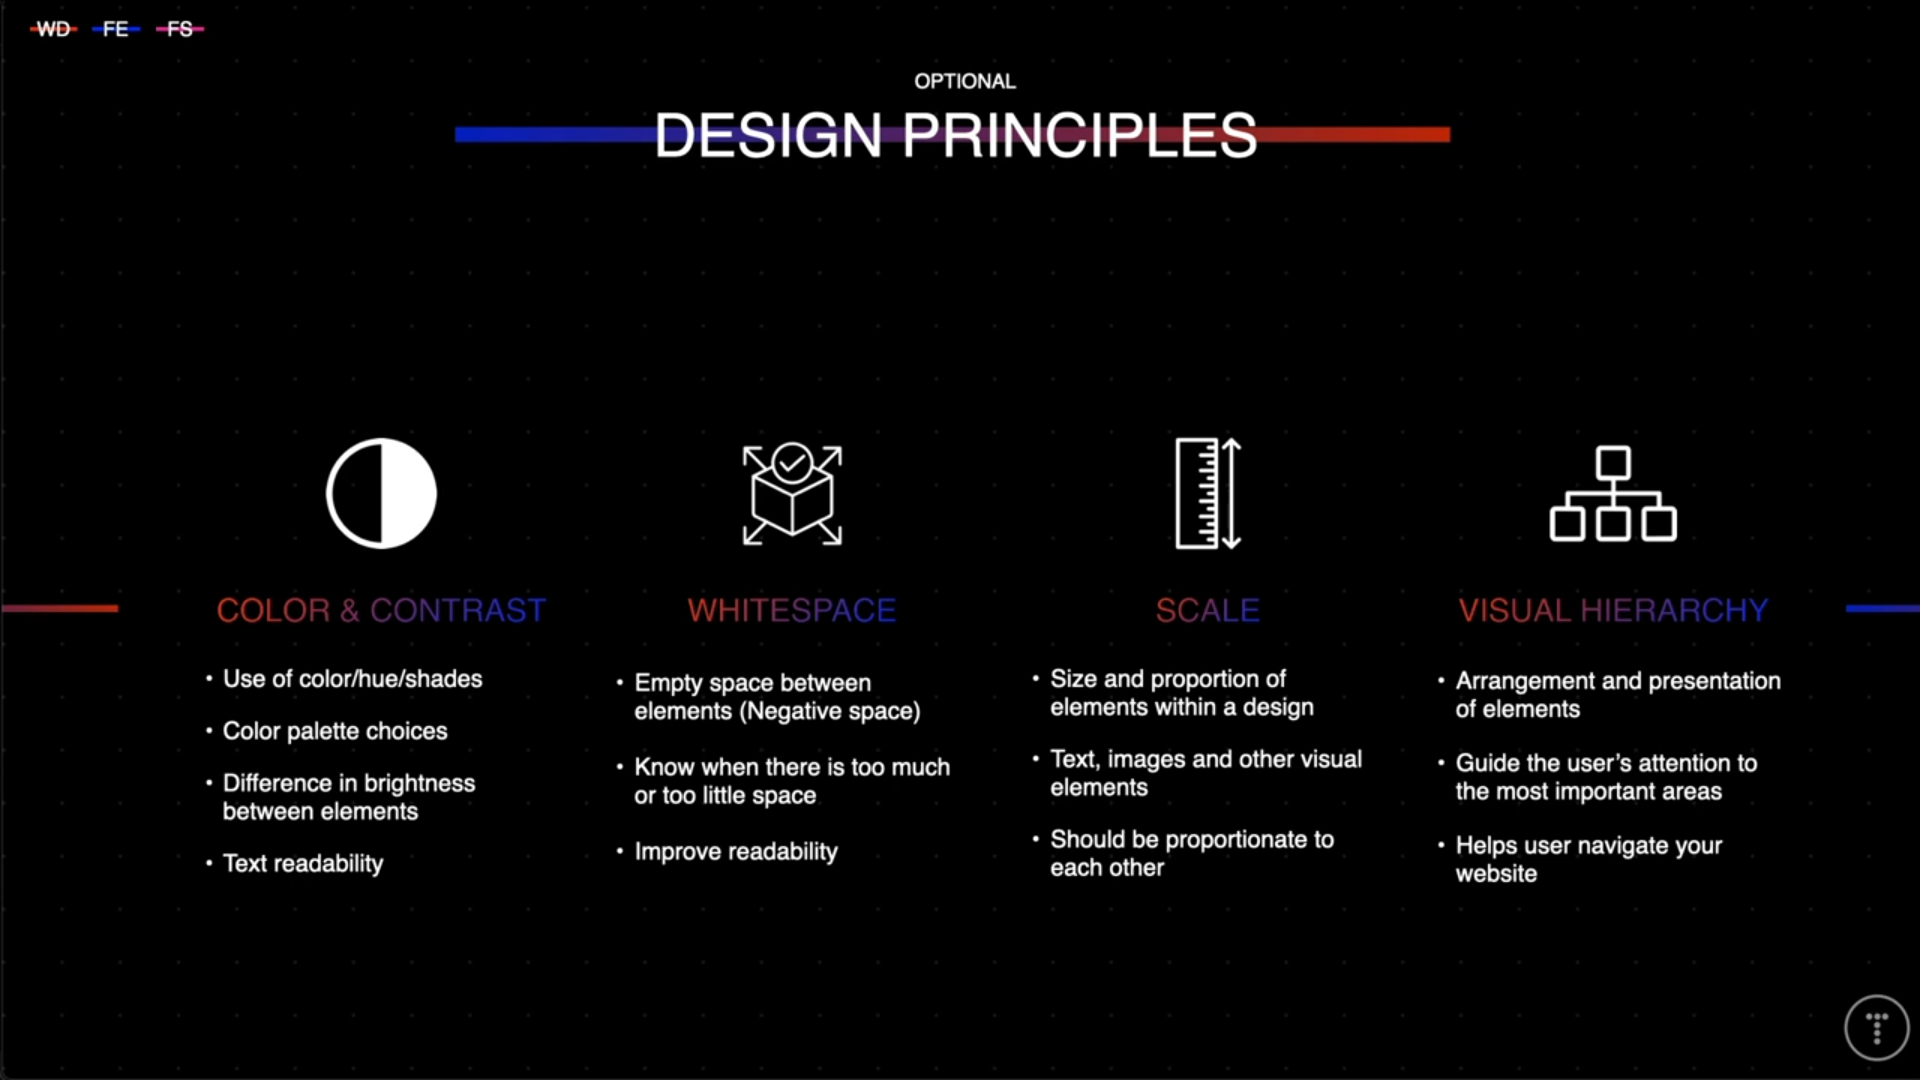 WD FE FS
OPTIONAL
DESIGN PRINCIPLES
COLOR & CONTRAST
• Use of color/hue/shades
• Color palette choices
• Difference in brightness
between elements
• Text readability
WHITESPACE
• Empty space between
elements (Negative space)
• Know when there is too much
or too little space
• Improve readability
SCALE
• Size and proportion of
elements within a design
• Text, images and other visual
elements
• Should be proportionate to
each other
VISUAL HIERARCHY
• Arrangement and presentation
of elements
• Guide the user’s attention to
the most important areas
• Helps user navigate your
website
T